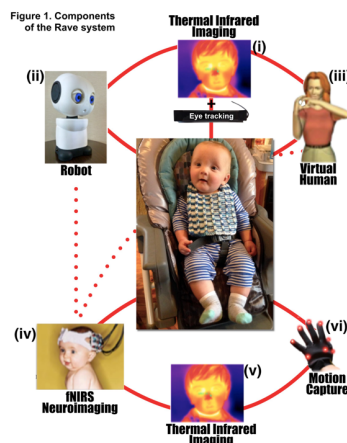 Figure 1. Components
of the Rave system
Thermal Infrared
Imaging
(i)
(ii)
(iii)
+
Eye tracking
Robot
Virtual
Human
(iv)
(v)
(vi)
fNIRS
Neuroimaging
Motion
Capture
Thermal Infrared
Imaging